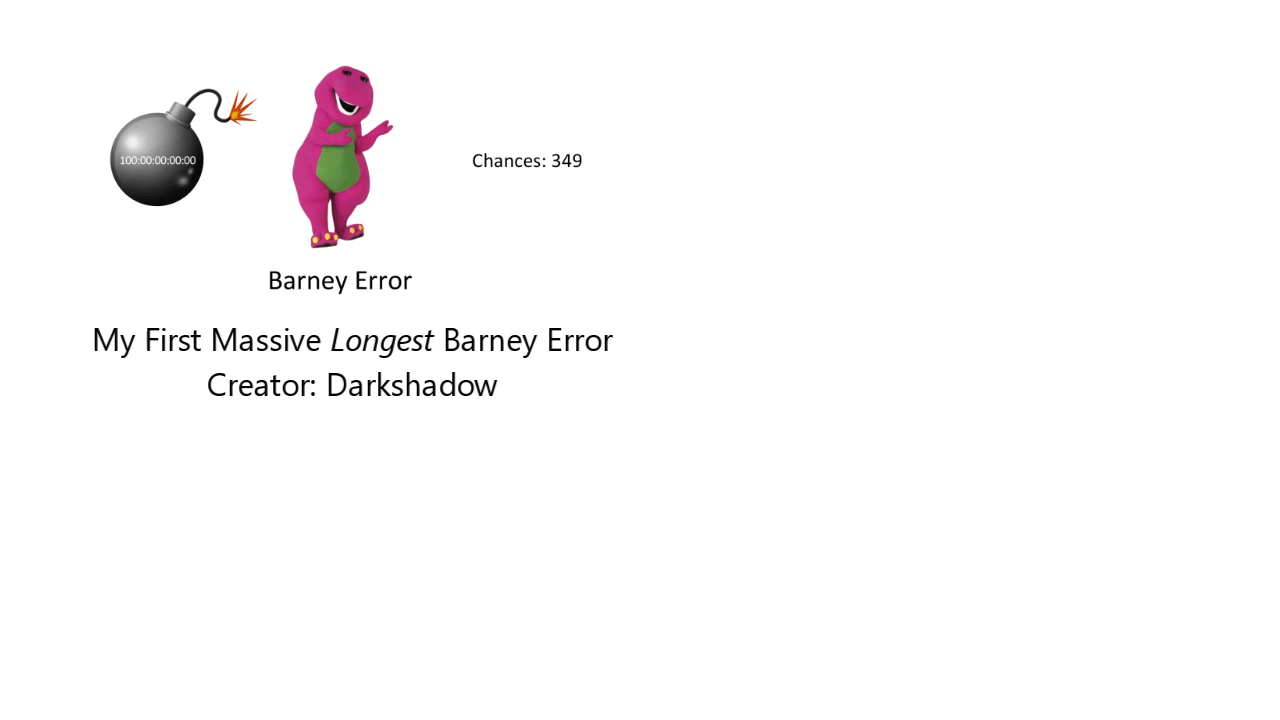 100:00:00:00:00
Chances: 349
Barney Error
My First Massive Longest Barney Error
Creator: Darkshadow